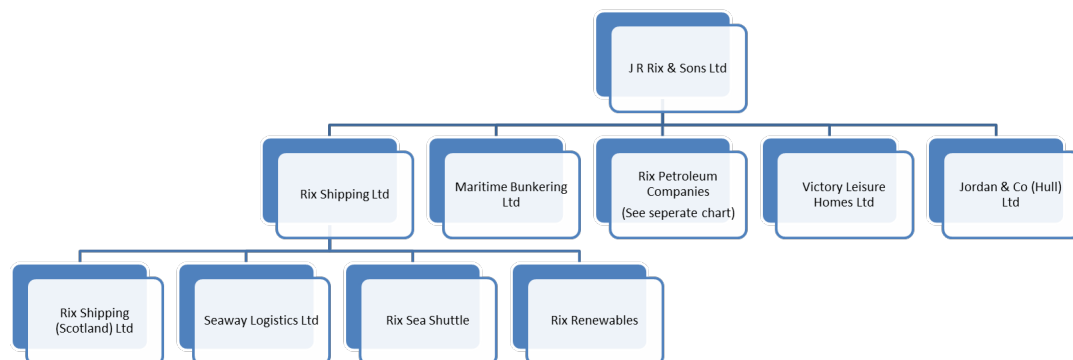 J R Rix & Sons Ltd
Rix Shipping Ltd
Maritime Bunkering
Ltd
Rix Petroleum
Companies
(See seperate chart)
Victory Leisure
Homes Ltd
Jordan & Co (Hull)
Ltd
Rix Shipping
(Scotland) Ltd
Seaway Logistics Ltd
Rix Sea Shuttle
Rix Renewables